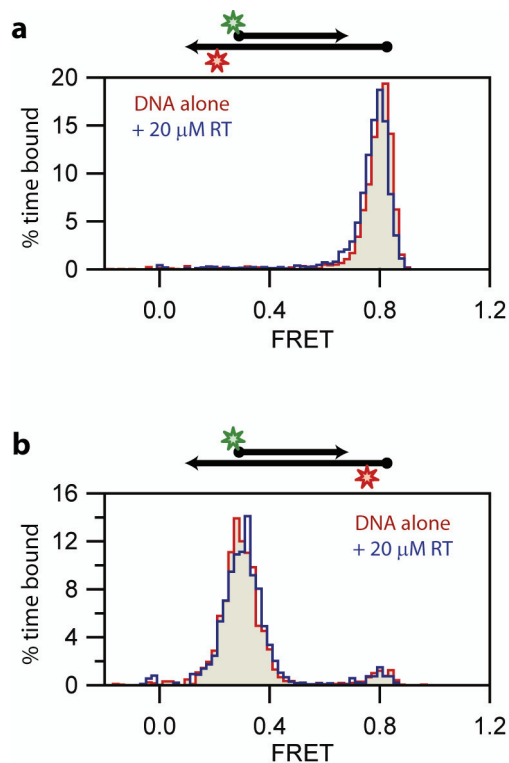 a
DNA alone
+ 20 μM RT
% time bound
20
15
10
5
0
0.0
0.4
0.8
1.2
FRET
b
DNA alone
+ 20 μM RT
% time bound
16
12
8
4
0
0.0
0.4
0.8
1.2
FRET